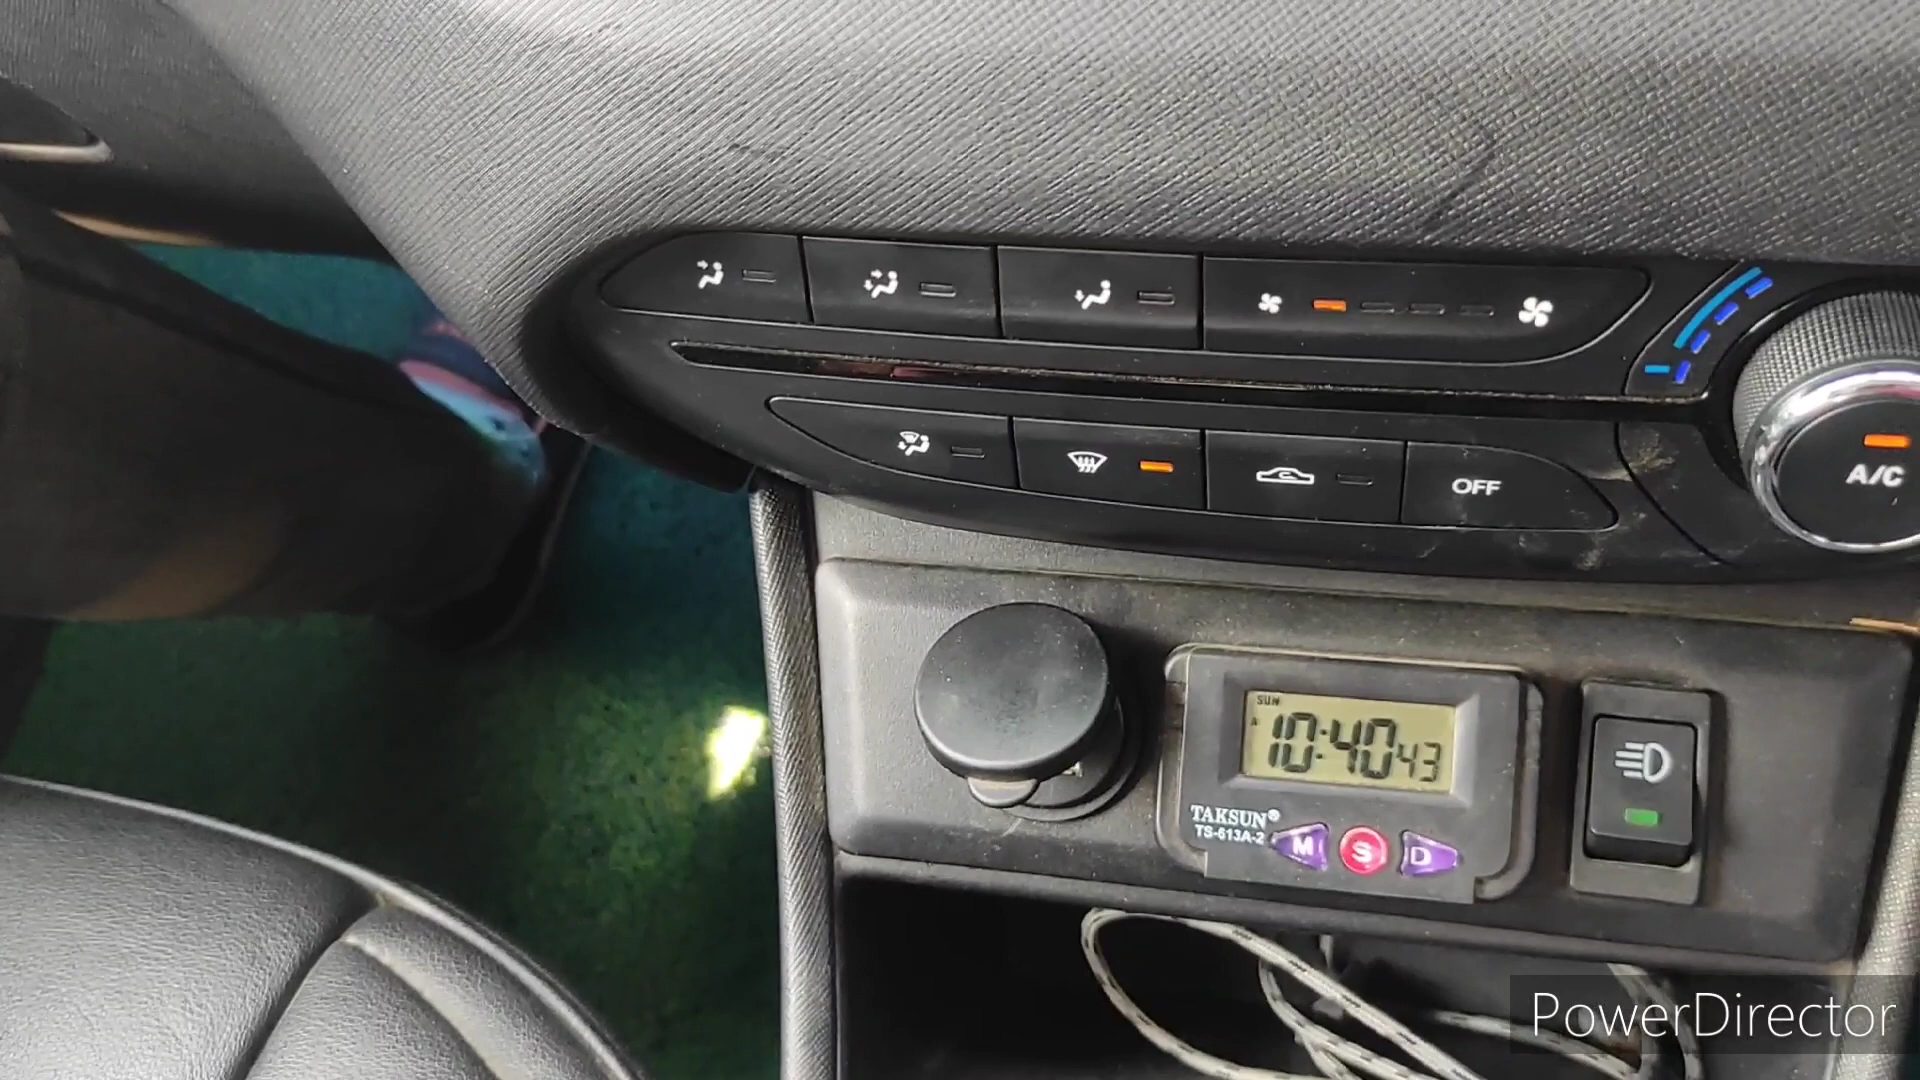 A/C
OFF
SUN
A
10:40 43
TAKSUN®
TS-613A-2
M S D
PowerDirector